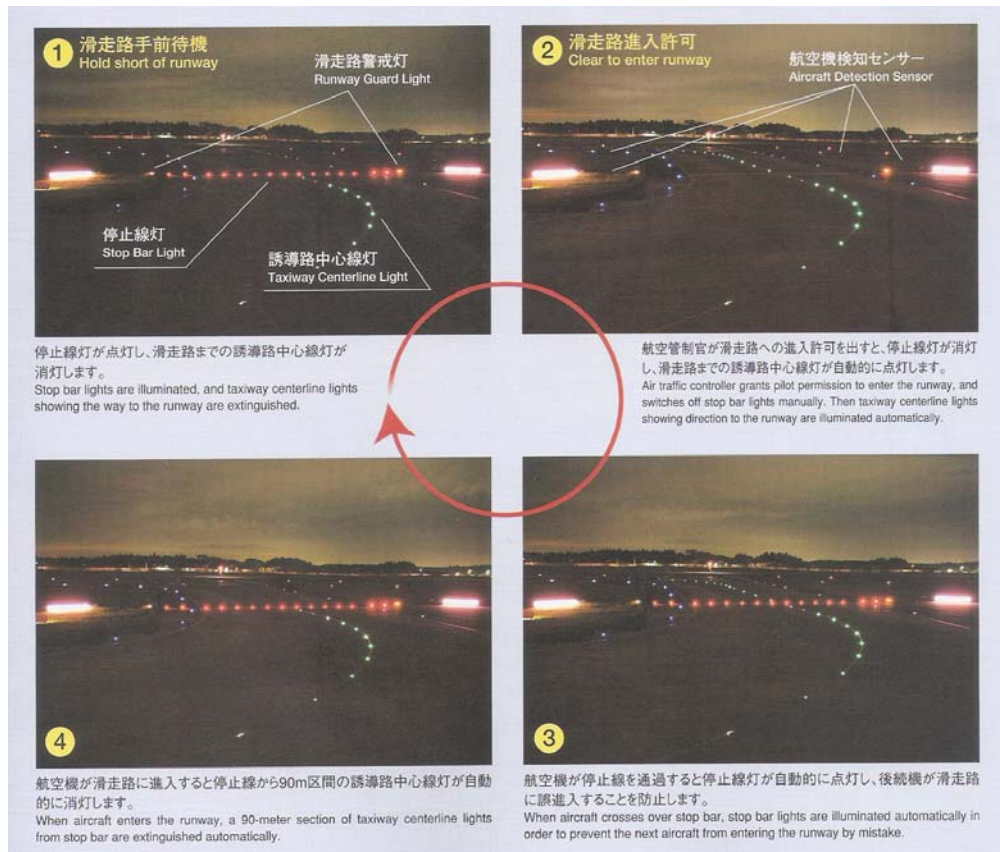 1
滑走路手前待機
Hold short of runway
滑走路警戒灯
Runway Guard Light
停止線灯
Stop Bar Light
誘導路中心線灯
Taxiway Centerline Light
停止線灯が点灯し、滑走路までの誘導路中心線灯が
消灯します。
Stop bar lights are illuminated, and taxiway centerline lights
showing the way to the runway are extinguished.
2
滑走路進入許可
Clear to enter runway
航空機検知センサー
Aircraft Detection Sensor
航空管制官が滑走路への進入許可を出すと、停止線灯が消灯
し、滑走路までの誘導路中心線灯が自動的に点灯します。
Air traffic controller grants pilot permission to enter the runway, and
switches off stop bar lights manually. Then taxiway centerline lights
showing direction to the runway are illuminated automatically.
3
航空機が停止線を通過すると停止線灯が自動的に点灯し、後続機が滑走路
に誤進入することを防止します。
When aircraft crosses over stop bar, stop bar lights are illuminated automatically in
order to prevent the next aircraft from entering the runway by mistake.
4
航空機が滑走路に進入すると停止線から90m区間の誘導路中心線灯が自動
的に消灯します。
When aircraft enters the runway, a 90-meter section of taxiway centerline lights
from stop bar are extinguished automatically.